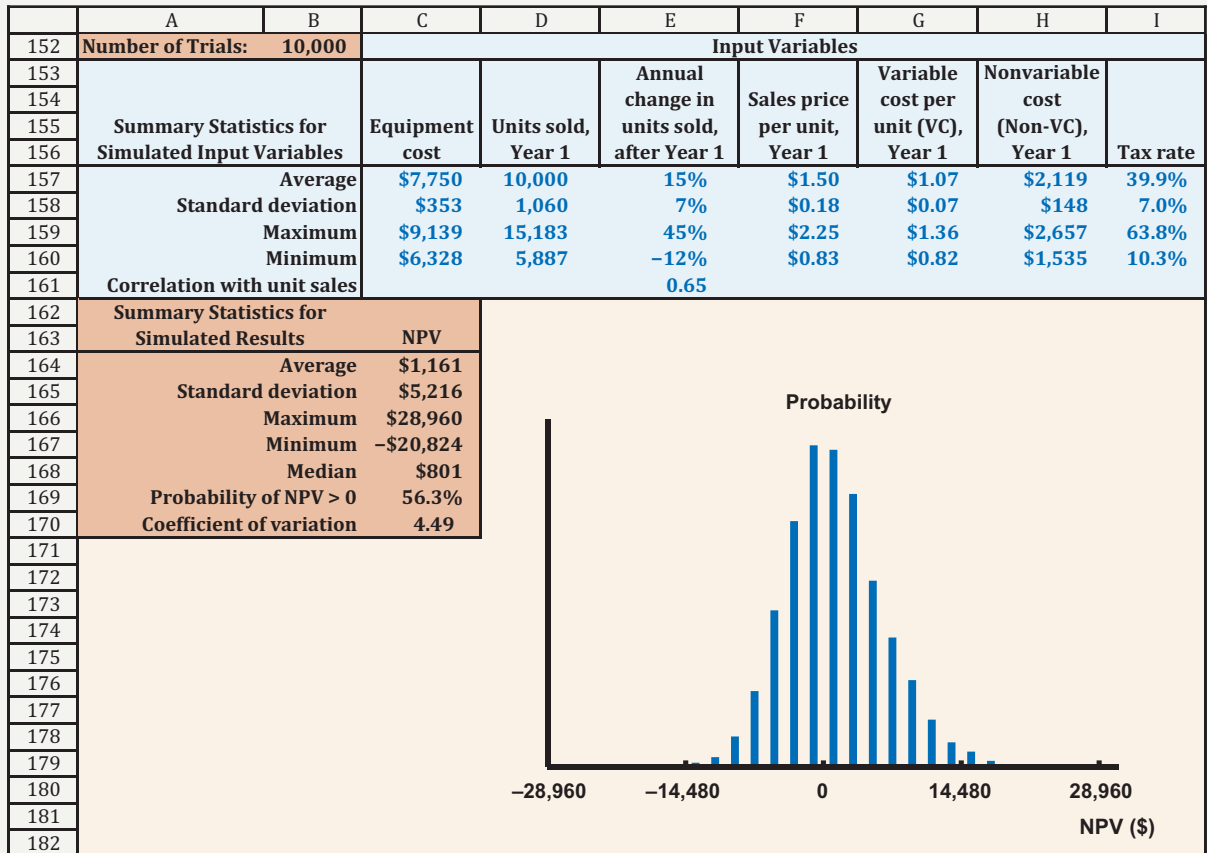 A B C D E F G H I
152 Number of Trials: 10,000 Input Variables
153 Annual Variable Nonvariable
154 change in Sales price cost per cost
155 Summary Statistics for Equipment Units sold, units sold, per unit, unit (VC), (Non-VC),
156 Simulated Input Variables cost Year 1 after Year 1 Year 1 Year 1 Year 1 Tax rate
157 Average $7,750 10,000 15% $1.50 $1.07 $2,119 39.9%
158 Standard deviation $353 1,060 7% $0.18 $0.07 $148 7.0%
159 Maximum $9,139 15,183 45% $2.25 $1.36 $2,657 63.8%
160 Minimum $6,328 5,887 −12% $0.83 $0.82 $1,535 10.3%
161 Correlation with unit sales 0.65
162 Summary Statistics for
163 Simulated Results NPV
164 Average $1,161
165 Standard deviation $5,216
166 Maximum $28,960
167 Minimum −$20,824
168 Median $801
169 Probability of NPV > 0 56.3%
170 Coefficient of variation 4.49
171
172
173
174
175
176
177
178
179
180
181
182
Probability
−28,960 −14,480 0 14,480 28,960
NPV ($)